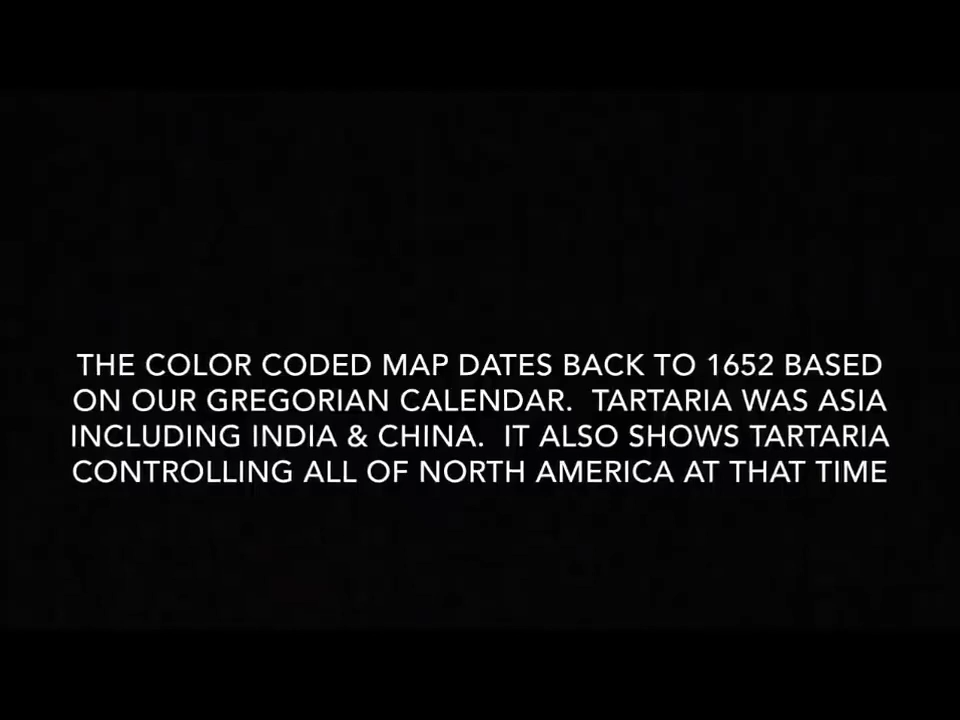 THE COLOR CODED MAP DATES BACK TO 1652 BASED
ON OUR GREGORIAN CALENDAR.  TARTARIA WAS ASIA
INCLUDING INDIA & CHINA.  IT ALSO SHOWS TARTARIA
CONTROLLING ALL OF NORTH AMERICA AT THAT TIME